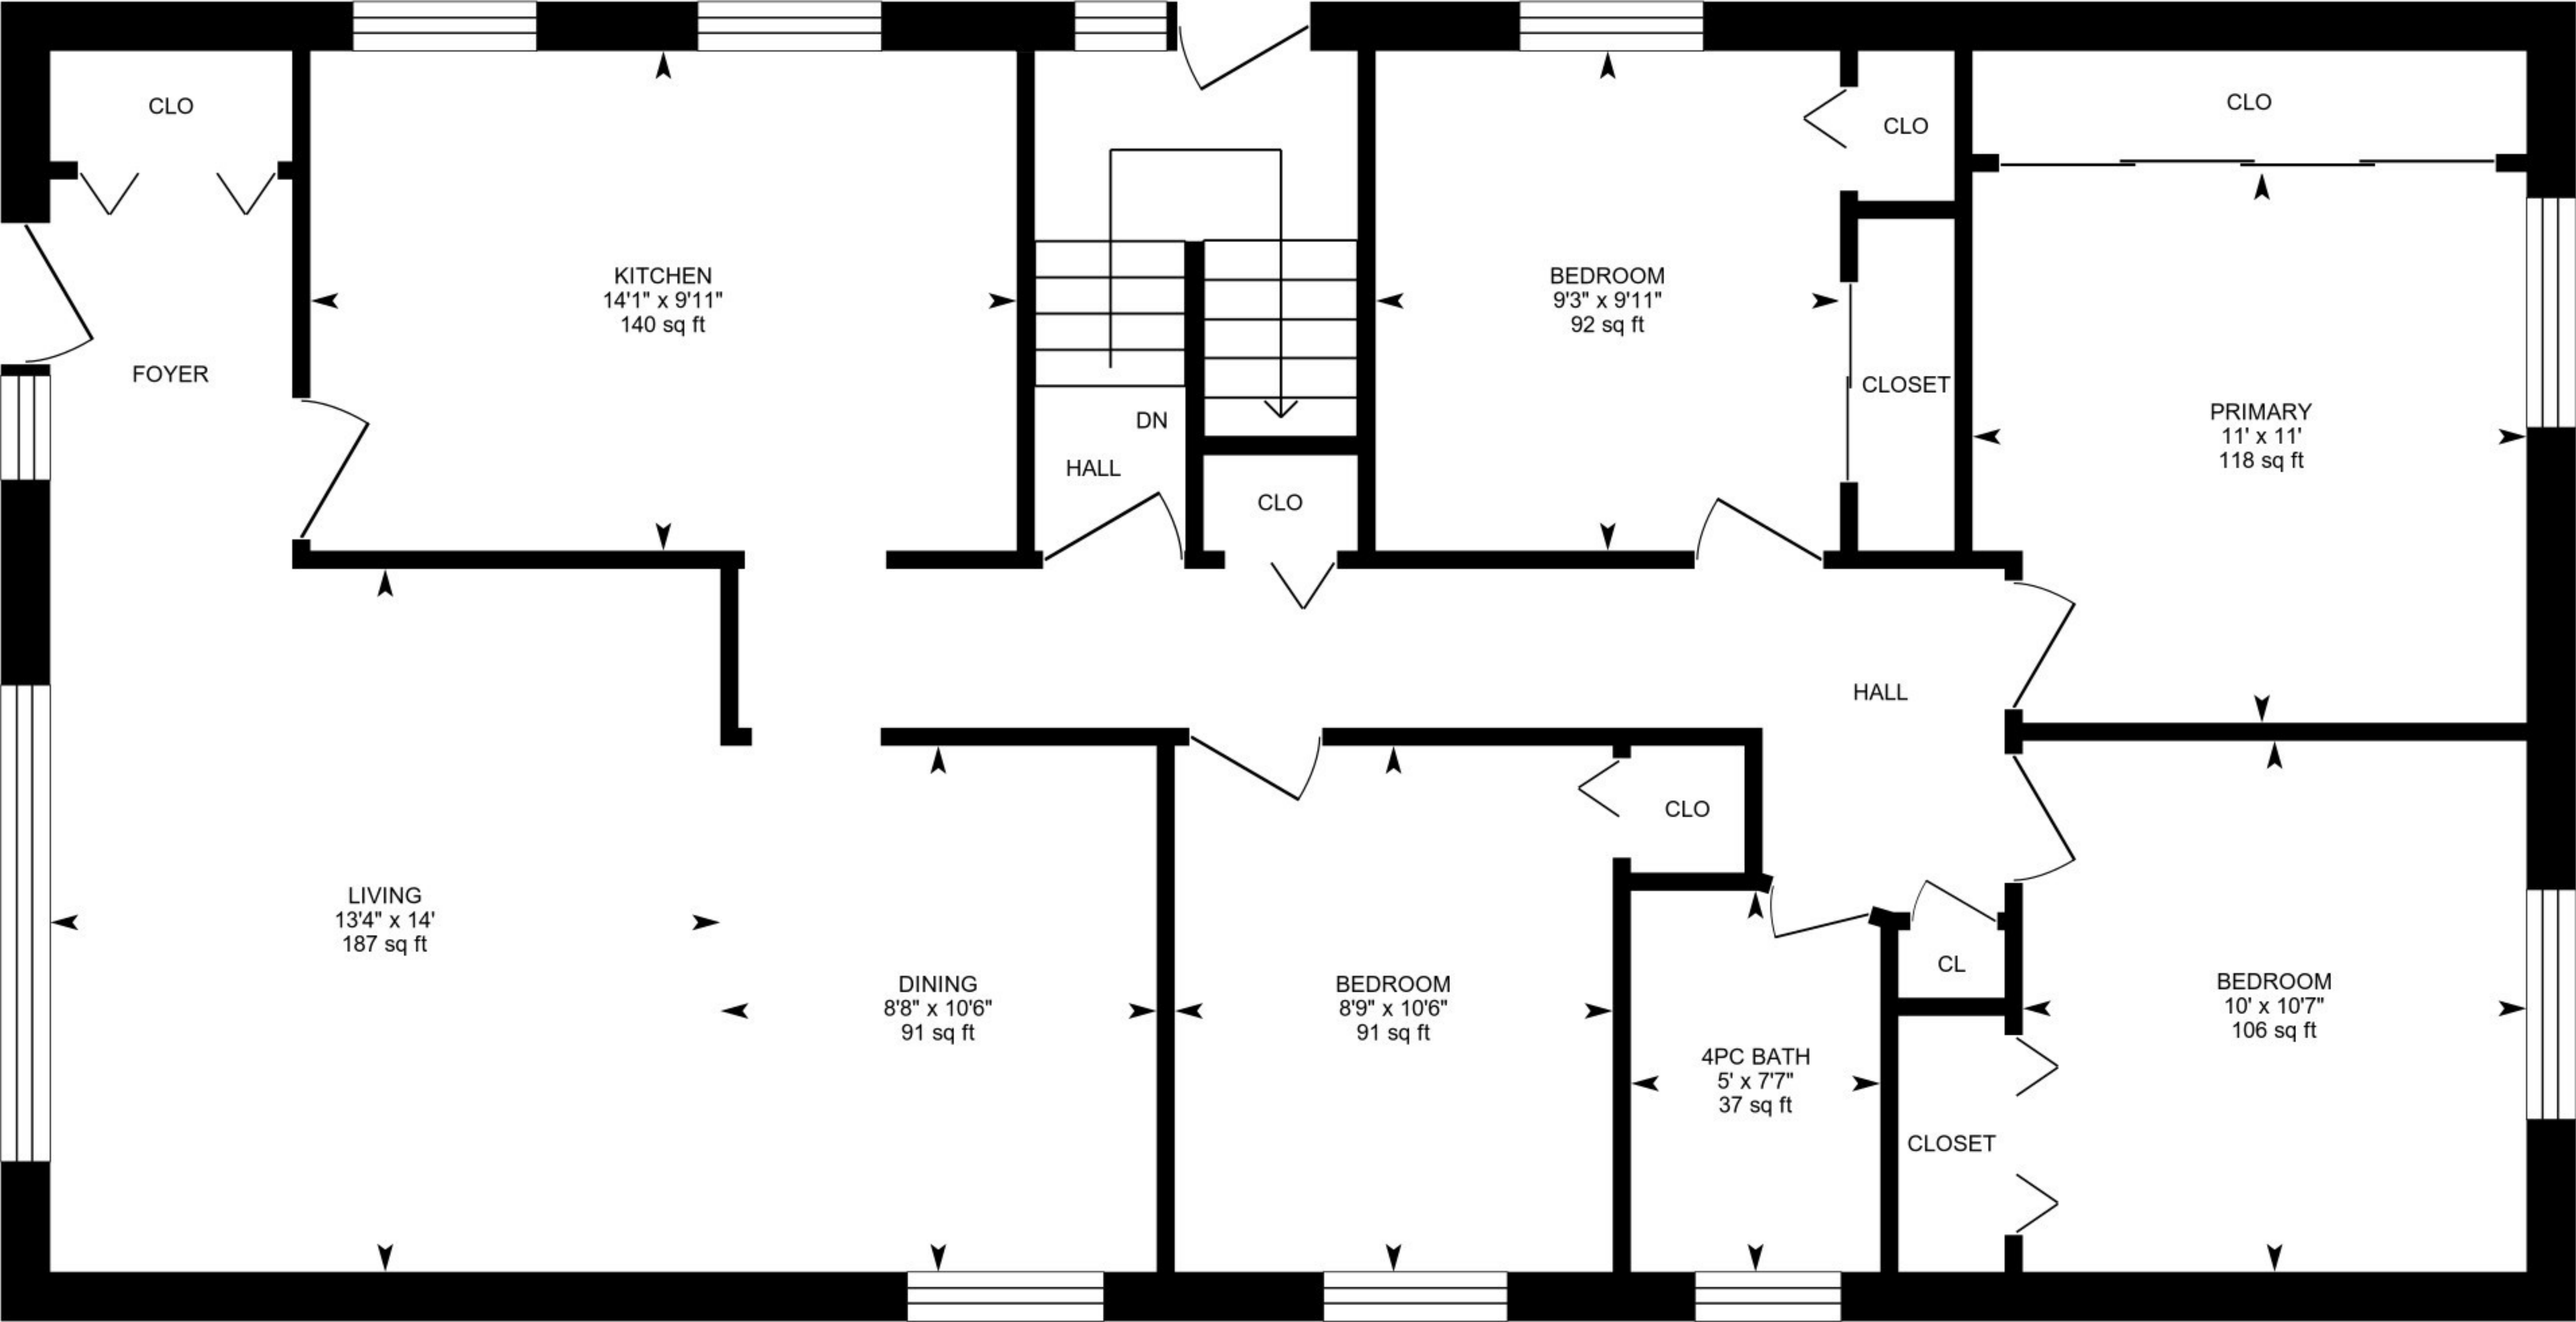 CLO
CLO
CLO
KITCHEN
14'1" x 9'11"
140 sq ft
BEDROOM
9'3" x 9'11"
92 sq ft
FOYER
CLOSET
DN
PRIMARY
11' x 11'
118 sq ft
HALL
CLO
HALL
CLO
LIVING
13'4" x 14'
187 sq ft
DINING
8'8" x 10'6"
91 sq ft
BEDROOM
8'9" x 10'6"
91 sq ft
CL
BEDROOM
10' x 10'7"
106 sq ft
4PC BATH
5' x 7'7"
37 sq ft
CLOSET